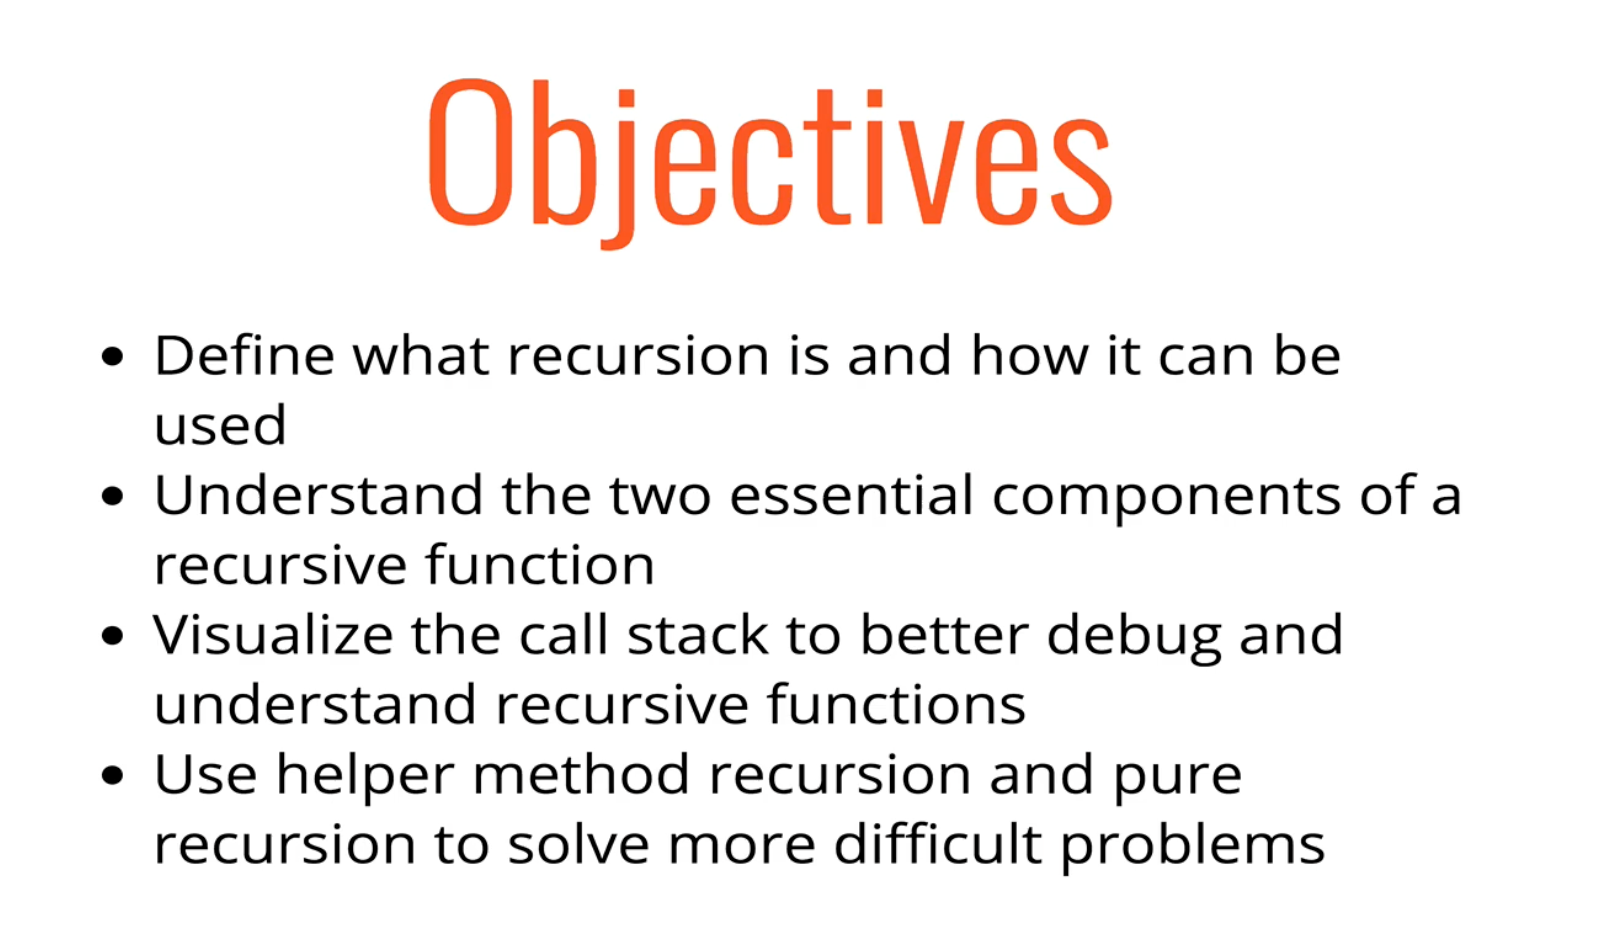 Objectives
• Define what recursion is and how it can be
used
• Understand the two essential components of a
recursive function
• Visualize the call stack to better debug and
understand recursive functions
• Use helper method recursion and pure
recursion to solve more difficult problems